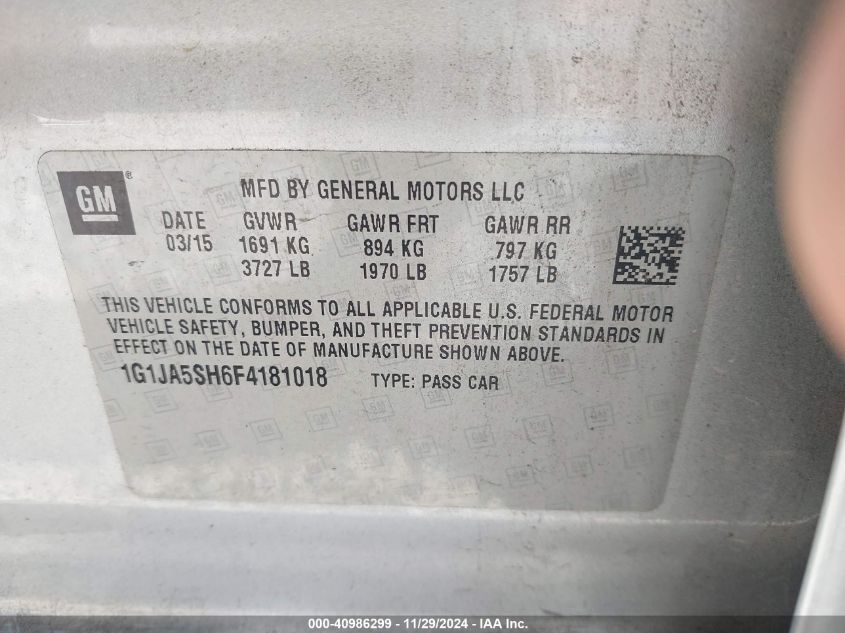 GM®
MFD BY GENERAL MOTORS LLC
DATE GVWR GAWR FRT GAWR RR
03/15 1691 KG 894 KG 797 KG
3727 LB 1970 LB 1757 LB
THIS VEHICLE CONFORMS TO ALL APPLICABLE U.S. FEDERAL MOTOR
VEHICLE SAFETY, BUMPER, AND THEFT PREVENTION STANDARDS IN
EFFECT ON THE DATE OF MANUFACTURE SHOWN ABOVE.
1G1JA5SH6F4181018 TYPE: PASS CAR
000-40986299 - 11/29/2024 - IAA Inc.